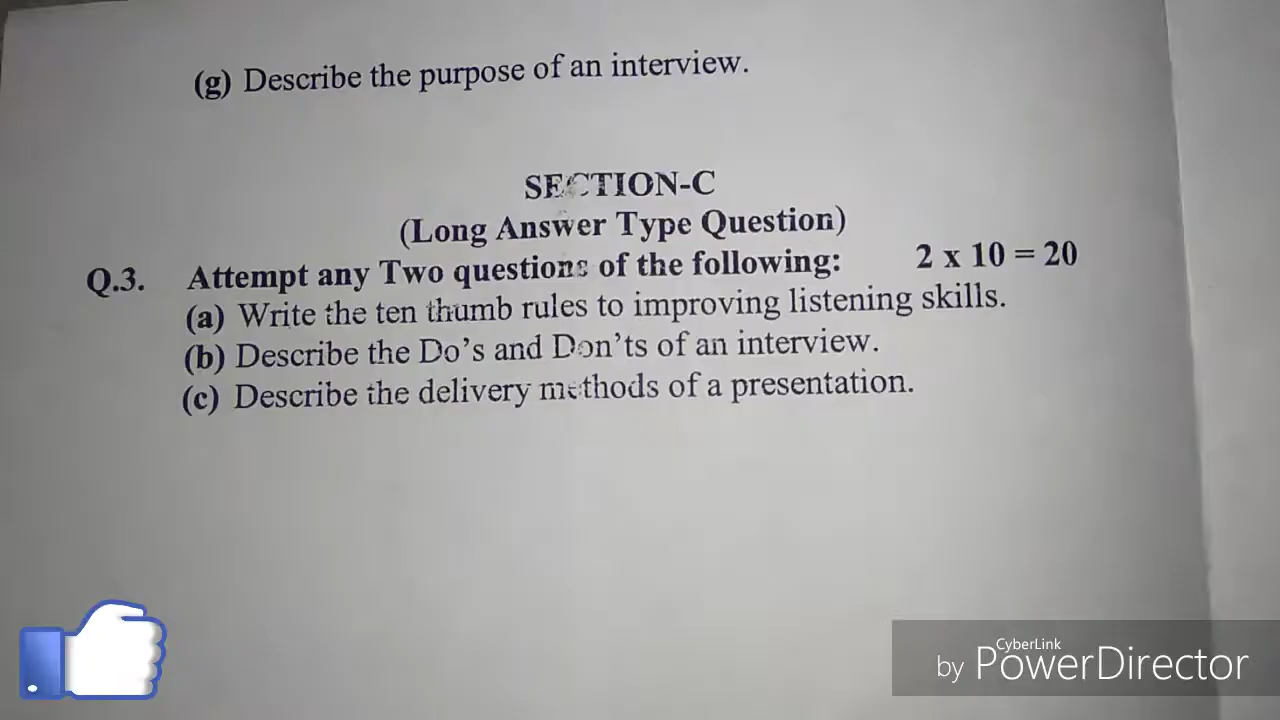 (g) Describe the purpose of an interview.
SECTION-C
(Long Answer Type Question)
Q.3. Attempt any Two questions of the following: 2 x 10 = 20
(a) Write the ten thumb rules to improving listening skills.
(b) Describe the Do's and Don'ts of an interview.
(c) Describe the delivery methods of a presentation.
CyberLink
by PowerDirector